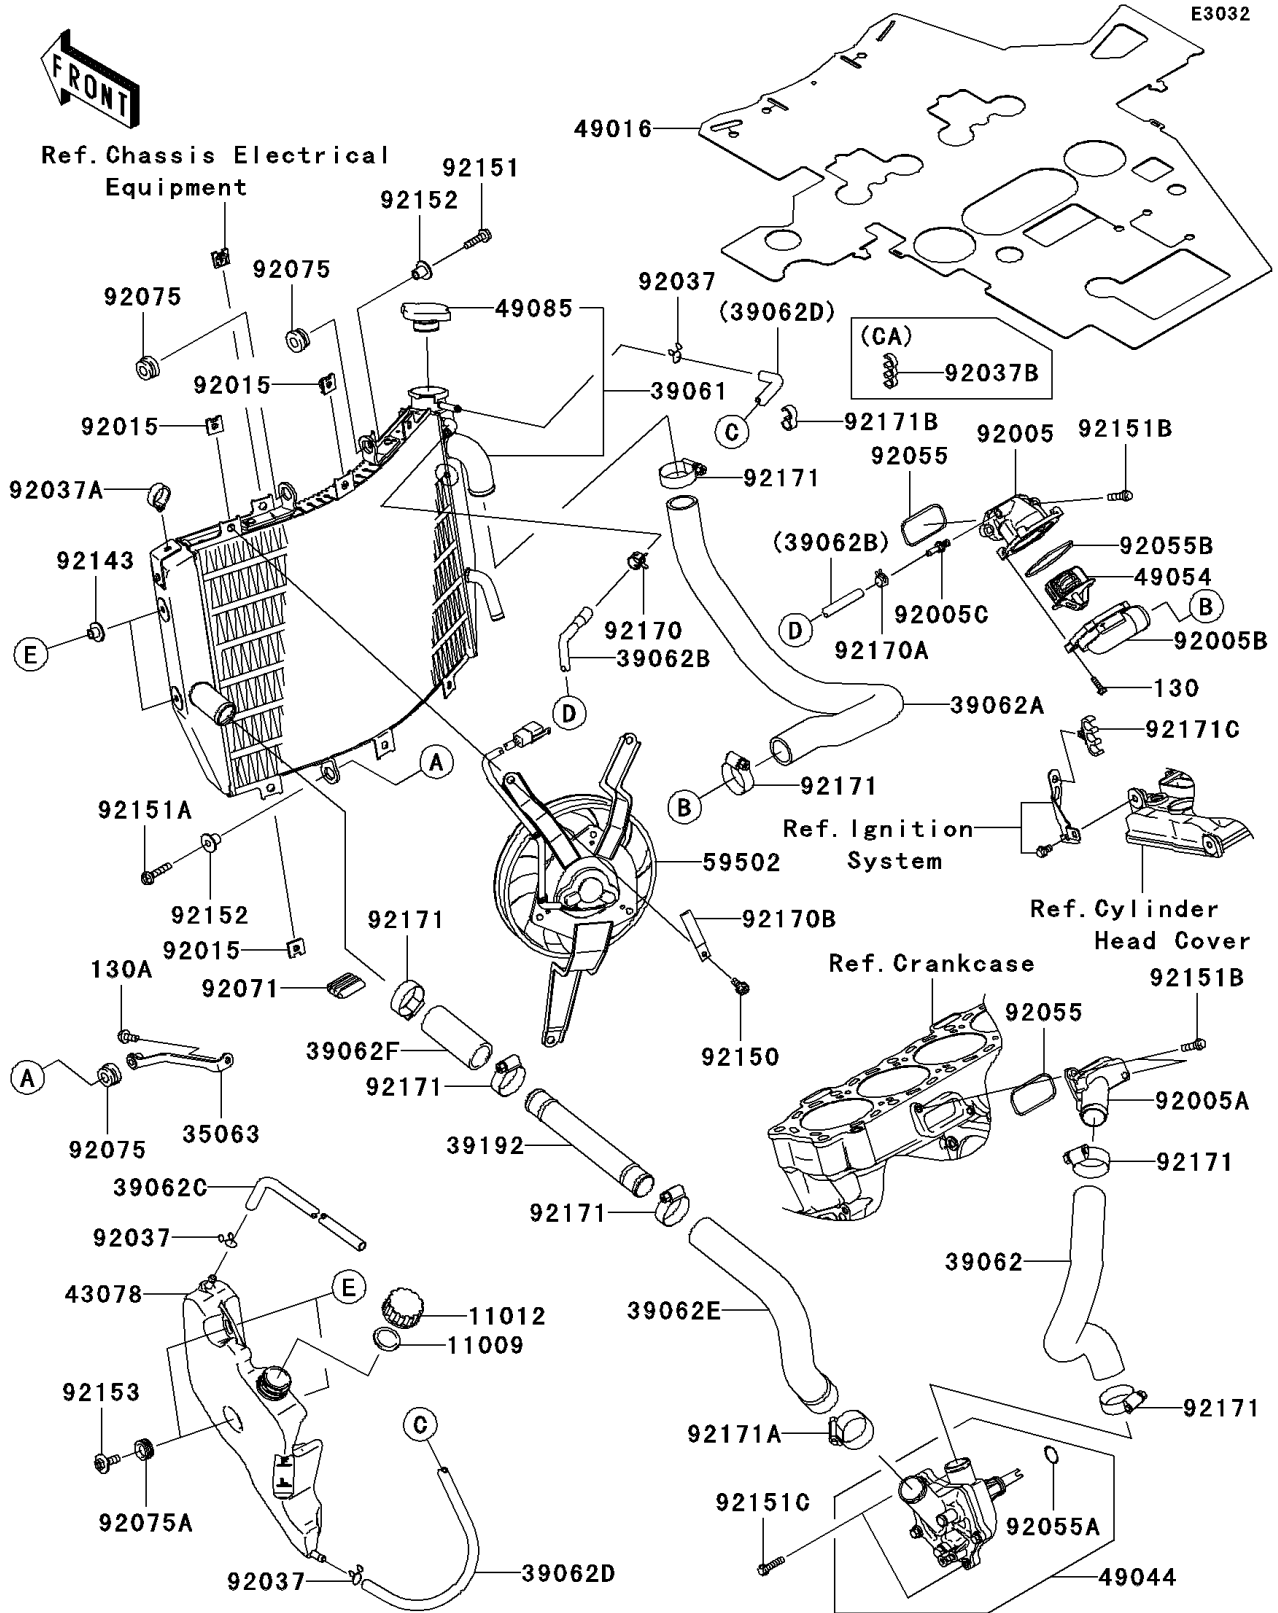 E3032
FRONT
49016
Ref.Chassis Electrical
Equipment
92151
92152
92075
92075
49085
92037
(39062D)
(CA)
92037B
92015
92015
39061
C
92171B
92005
92151B
92055
92171
92037A
92143
E
(39062B)
92055B
49054
B
92005C
D
92170A
92005B
130
92170
39062B
D
39062A
92171C
A
92171
B
92151A
Ref.Ignition
System
59502
92152
92171
92170B
Ref.Cylinder
Head Cover
92015
130A
92071
Ref.Crankcase
92151B
92055
39062F
92150
92171
A
92075
35063
39192
92005A
92171
39062C
92171
92037
39062
43078
E
11012
11009
39062E
92153
C
92171
92171A
F
L
92075A
92151C
92055A
92037
39062D
49044